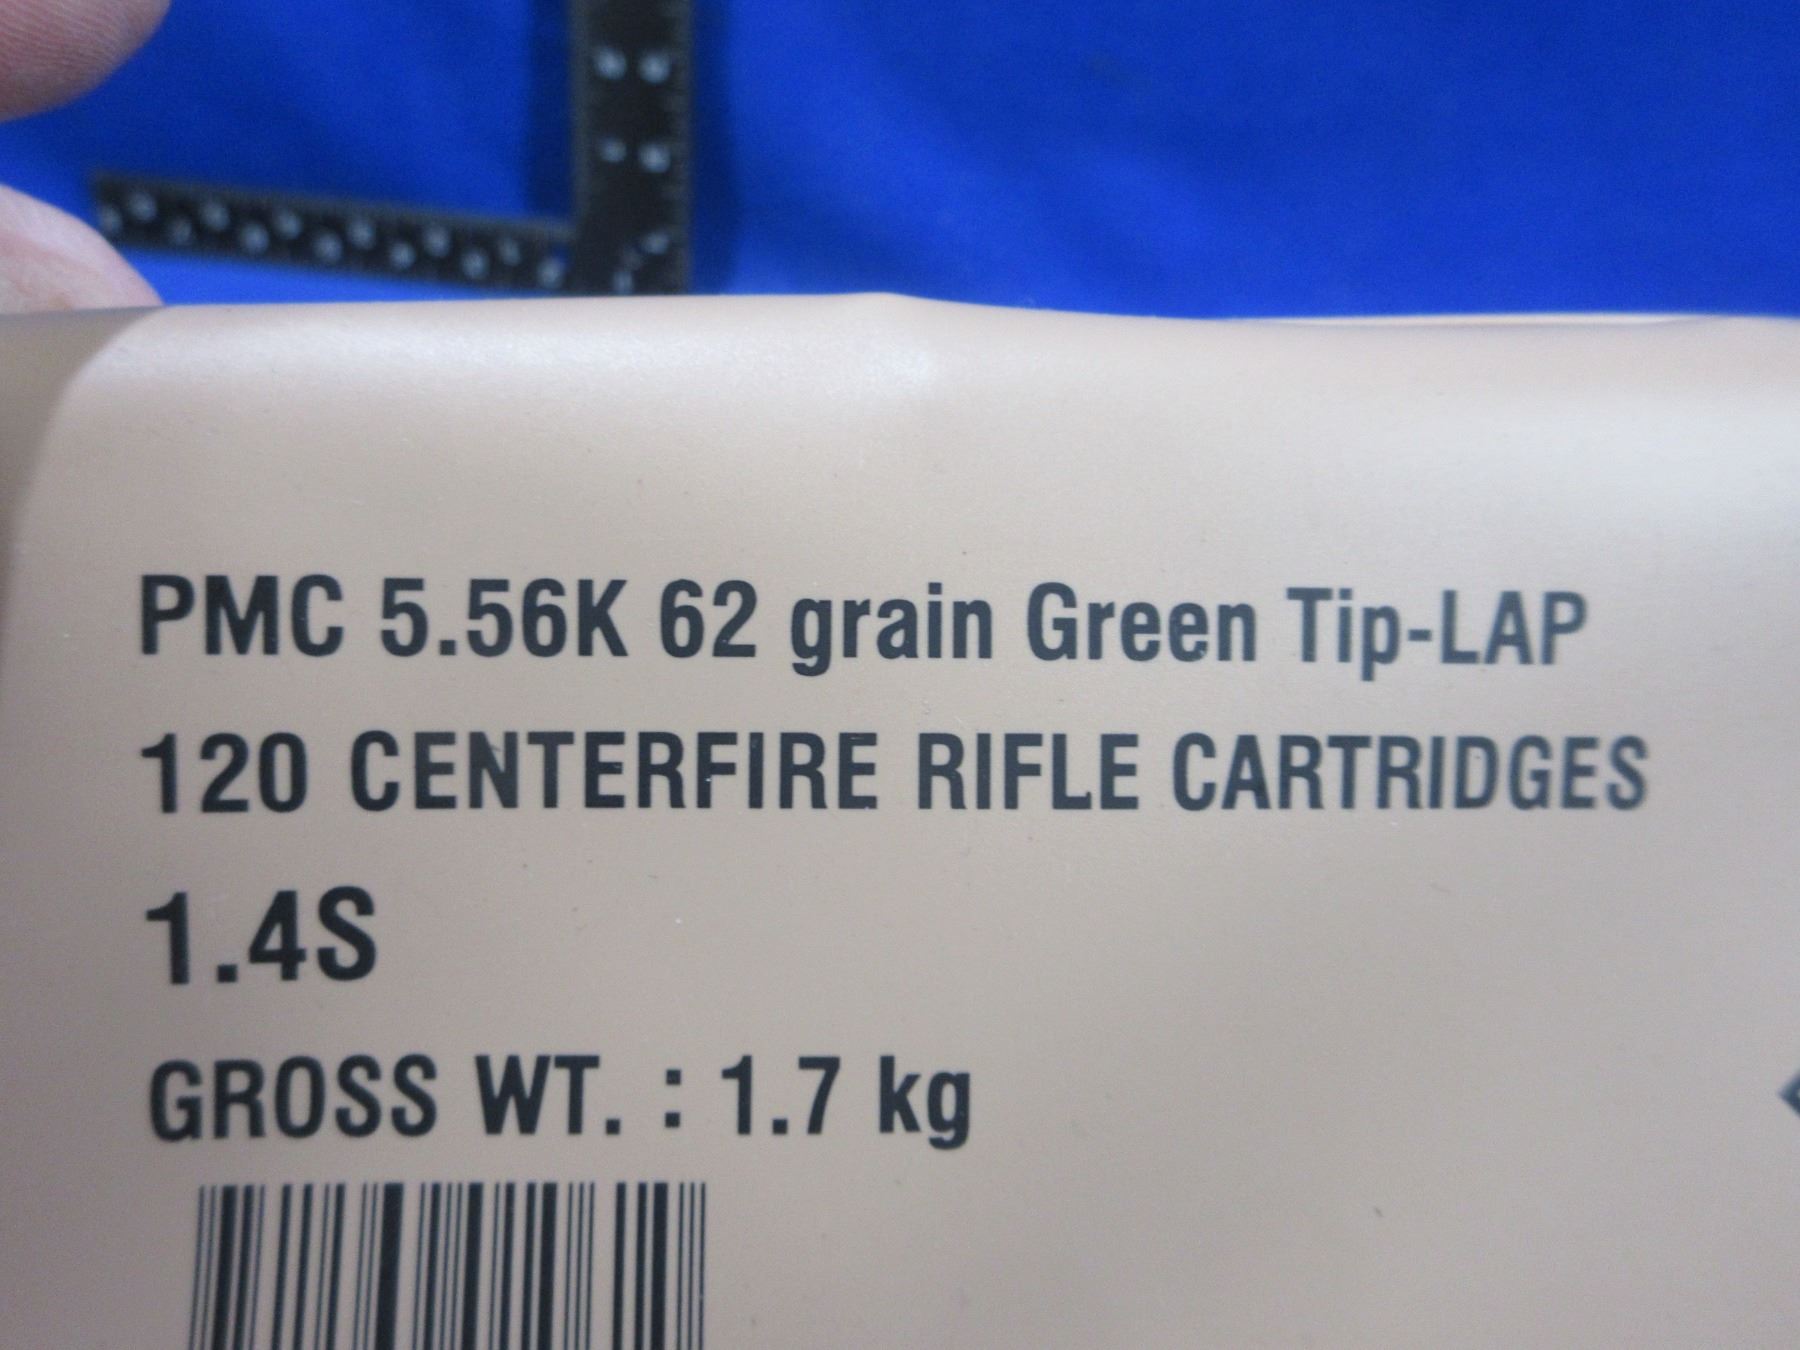 PMC 5.56K 62 grain Green Tip-LAP
120 CENTERFIRE RIFLE CARTRIDGES
1.4S
GROSS WT. : 1.7 kg